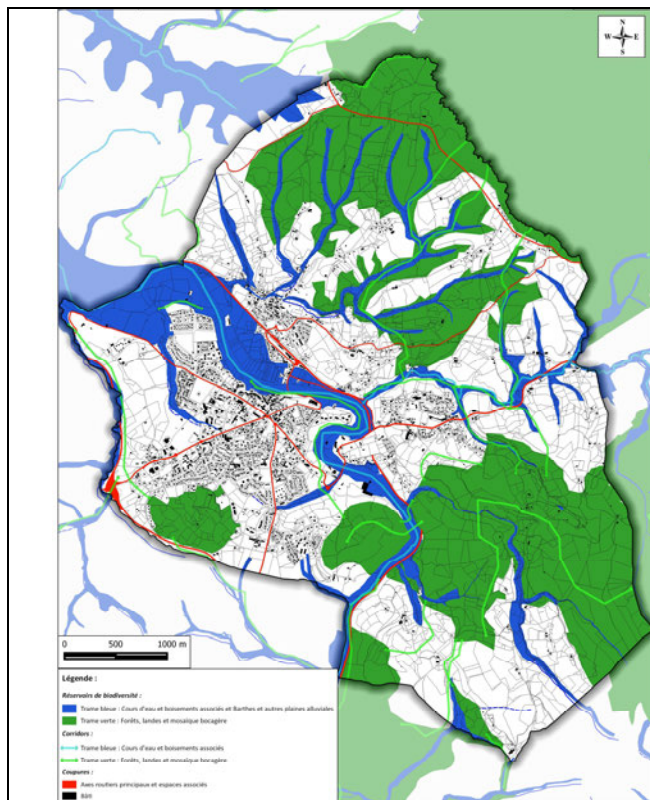 N
W E
S
0 500 1000 m
Légende :
Réservoirs de biodiversité :
Trame bleue : Cours d'eau et boisements associés et Barthes et autres plaines alluviales
Trame verte : Forêts, landes et mosaïque bocagère
Corridors :
Trame bleue : Cours d'eau et boisements associés
Trame verte : Forêts, landes et mosaïque bocagère
Coupures :
Axes routiers principaux et espaces associés
Bâti